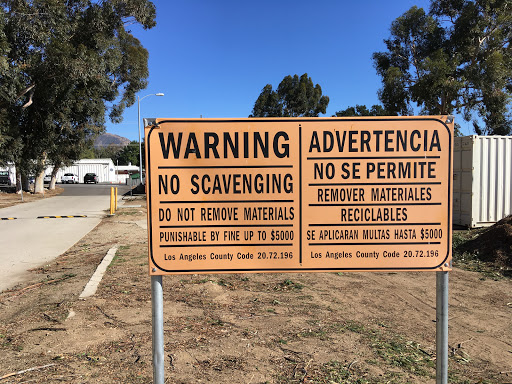 WARNING
NO SCAVENGING
DO NOT REMOVE MATERIALS
PUNISHABLE BY FINE UP TO $5000
Los Angeles County Code 20.72.196
ADVERTENCIA
NO SE PERMITE
REMOVER MATERIALES
RECICLABLES
SE APLICARAN MULTAS HASTA $5000
Los Angeles County Code 20.72.196